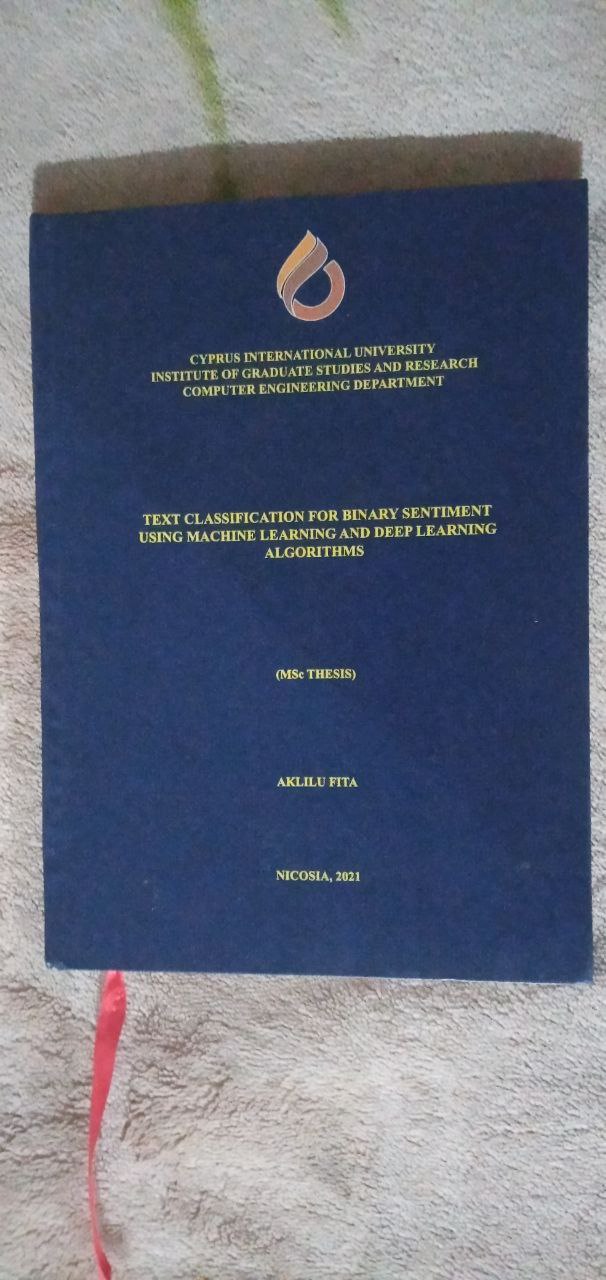 CYPRUS INTERNATIONAL UNIVERSITY
INSTITUTE OF GRADUATE STUDIES AND RESEARCH
COMPUTER ENGINEERING DEPARTMENT
TEXT CLASSIFICATION FOR BINARY SENTIMENT
USING MACHINE LEARNING AND DEEP LEARNING
ALGORITHMS
(MSc THESIS)
AKLILU FITA
NICOSIA, 2021